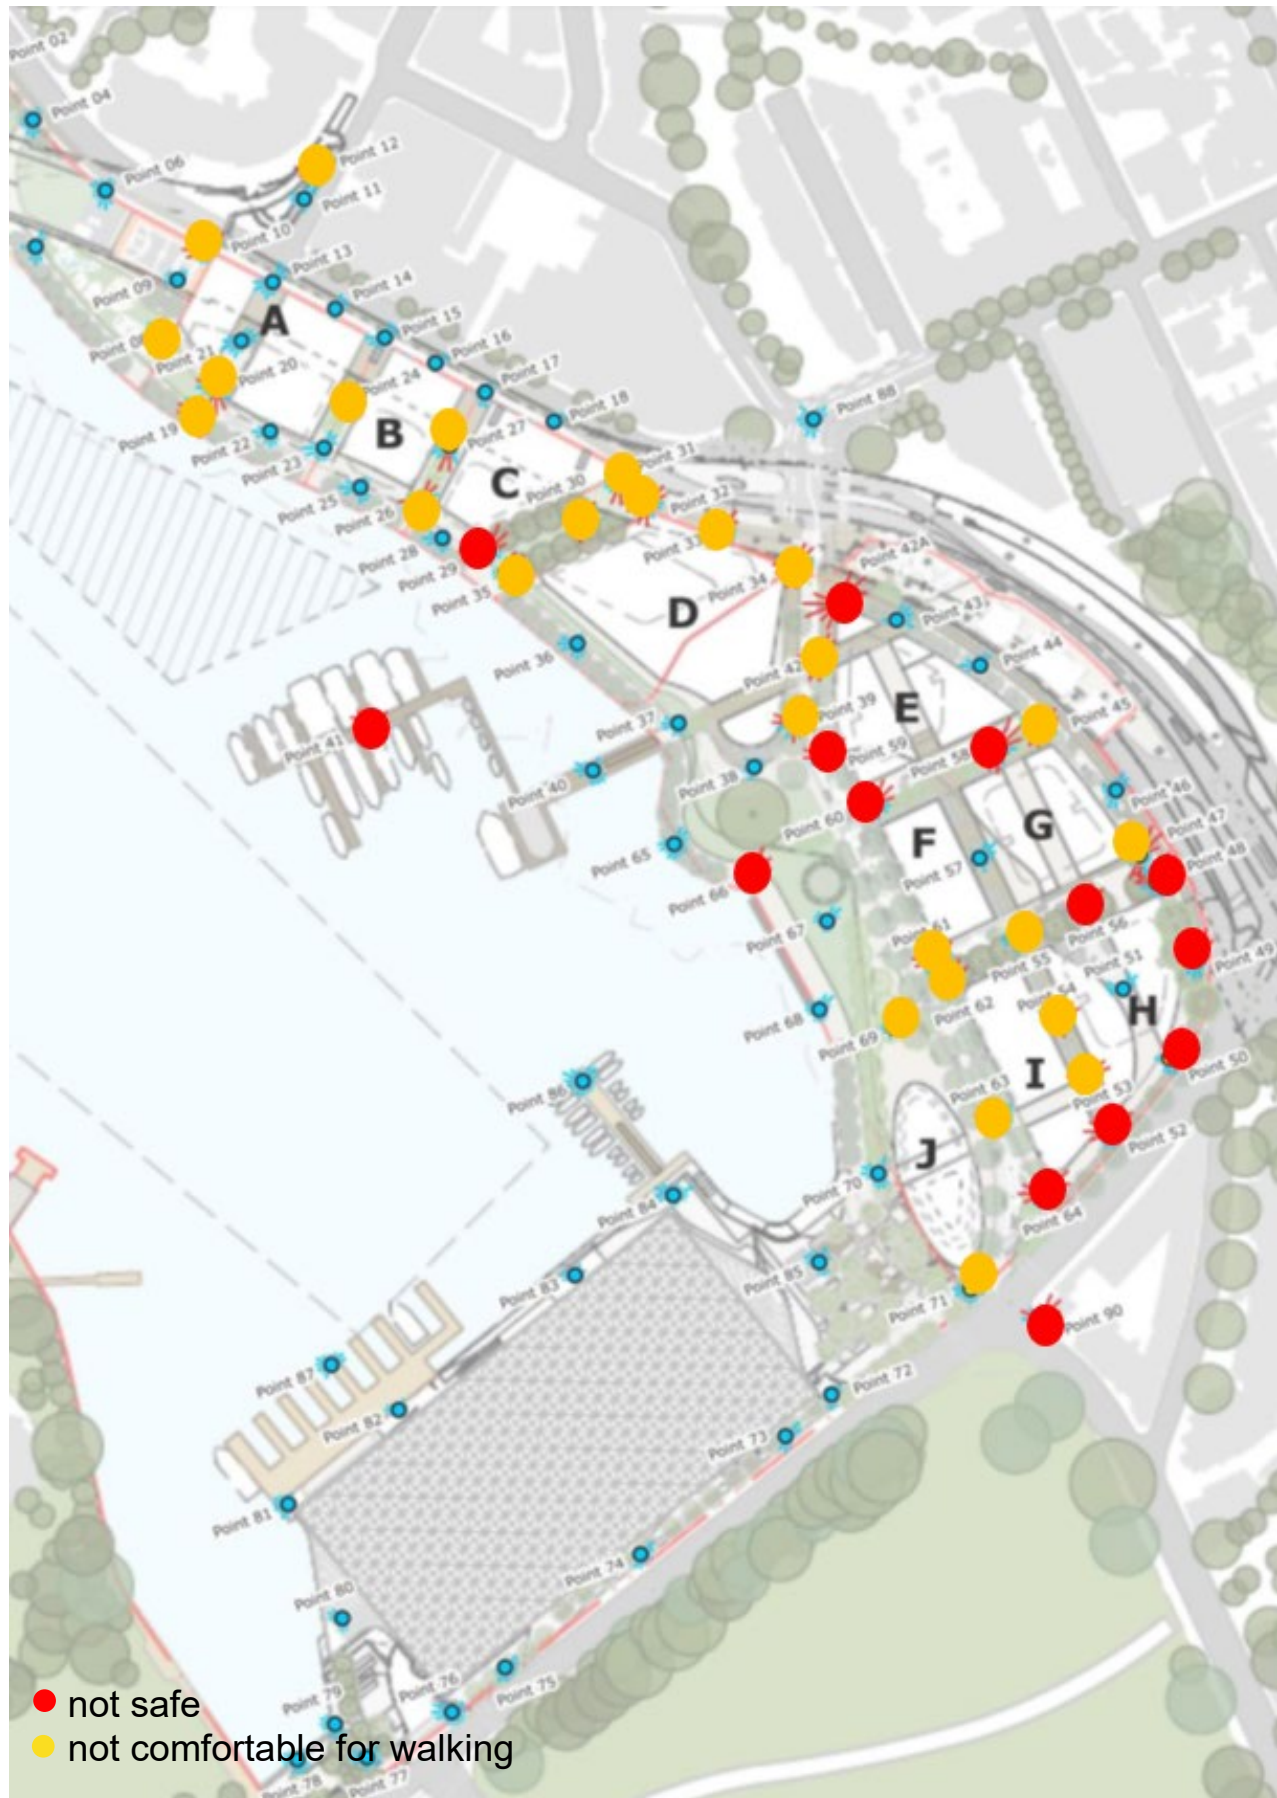 Point 02
Point 04
Point 06
Point 12
Point 11
Point 10
Point 13
Point 09
Point 14
A
Point 15
Point 21
Point 20
Point 16
Point 24
Point 17
Point 88
Point 19
Point 18
B
Point 22
Point 27
Point 23
Point 31
C
Point 30
Point 25
Point 32
Point 26
Point 33
Point 28
Point 42A
Point 29
Point 34
Point 35
D
Point 43
Point 36
Point 44
Point 42
E
Point 39
Point 45
Point 37
Point 41
Point 59
Point 58
Point 38
Point 40
Point 46
Point 60
G
Point 47
F
Point 65
Point 48
Point 57
Point 66
Point 56
Point 61
Point 67
Point 55
Point 51
Point 49
Point 54
H
Point 62
Point 68
Point 69
Point 50
I
Point 63
Point 53
Point 86
Point 52
J
Point 70
Point 84
Point 64
Point 85
Point 83
Point 71
Point 90
Point 87
Point 72
Point 82
Point 73
Point 81
Point 74
Point 80
Point 76
Point 75
Point 79
not safe
not comfortable for walking
Point 78
Point 77